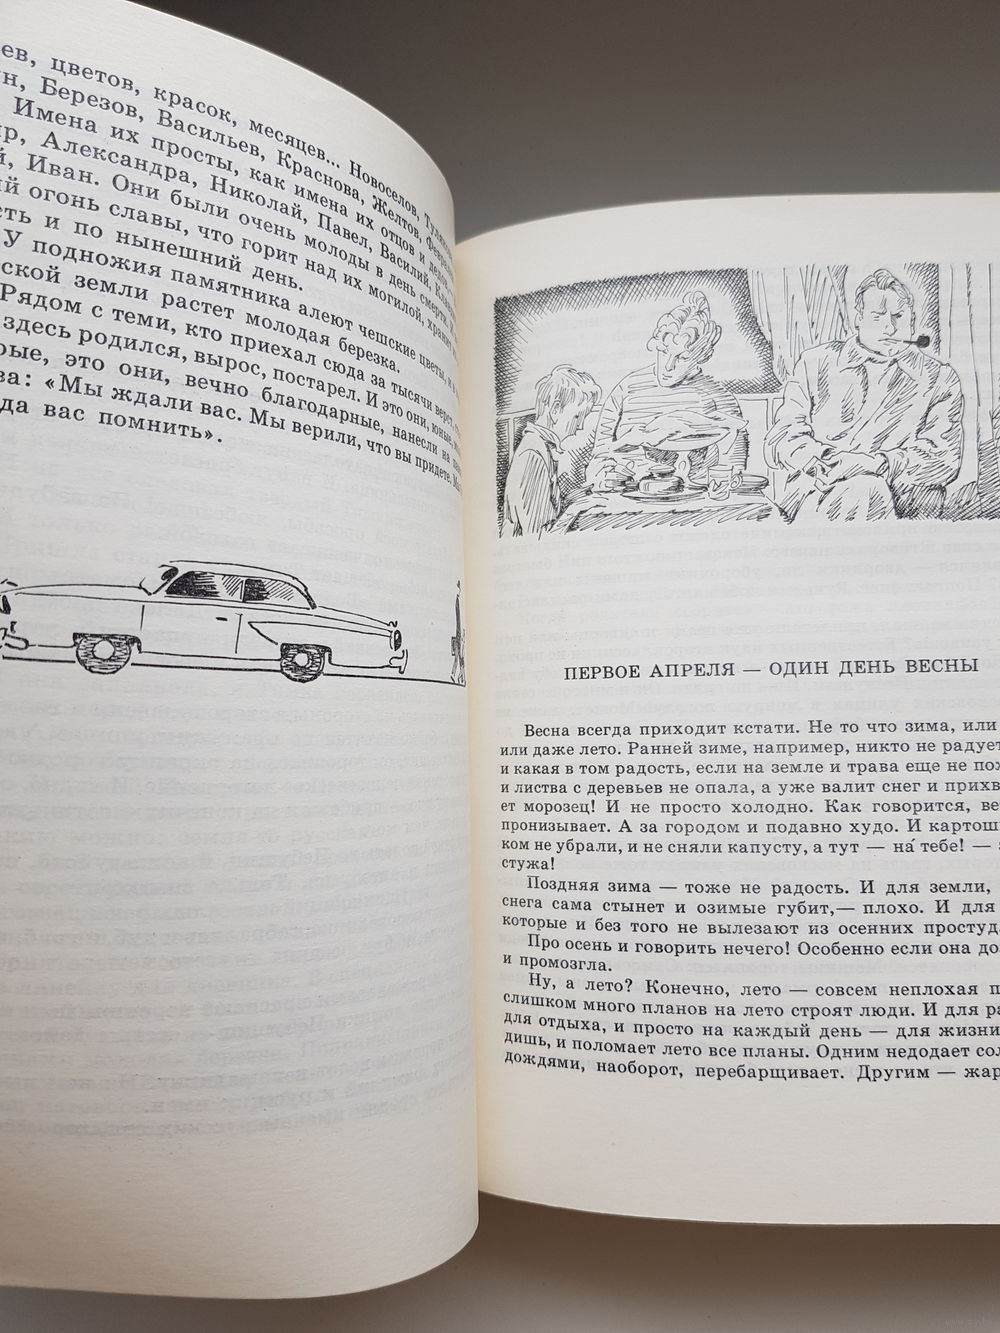 ев, цветов, красок, месяцев... Новоселов,
н, Березов, Васильев, Краснова, Желтов,
Имена их просты, как имена их отцов и
р, Александра, Николай, Павел, Василий,
й, Иван. Они были очень молоды в день смерти.
й огонь славы, что горит над их могилой,
сть и по нынешний день.
У подножия памятника алеют чешские цветы,
ской земли растет молодая березка.
Рядом с теми, кто приехал сюда за тысячи верст,
здесь родился, вырос, постарел. И это они, юные,
рые, это они, вечно благодарные, нанесли на
ва: «Мы ждали вас. Мы верили, что вы придете.
да вас помнить».
ПЕРВОЕ АПРЕЛЯ — ОДИН ДЕНЬ ВЕСНЫ
Весна всегда приходит кстати. Не то что зима, или
или даже лето. Ранней зиме, например, никто не радует
и какая в том радость, если на земле и трава еще не
и листва с деревьев не опала, а уже валит снег и
ет морозец! И не просто холодно. Как говорится,
пронизывает. А за городом и подавно худо. И
ком не убрали, и не сняли капусту, а тут — на́ тебе! —
стужа!
Поздняя зима — тоже не радость. И для земли,
снега сама стынет и озимые губит,— плохо. И для
которые и без того не вылезают из осенних простуд
Про осень и говорить нечего! Особенно если она
и промозгла.
Ну, а лето? Конечно, лето — совсем неплохая
слишком много планов на лето строят люди. И для
для отдыха, и просто на каждый день — для жизни
дишь, и поломает лето все планы. Одним недодает
дождями, наоборот, перебарщивает. Другим —